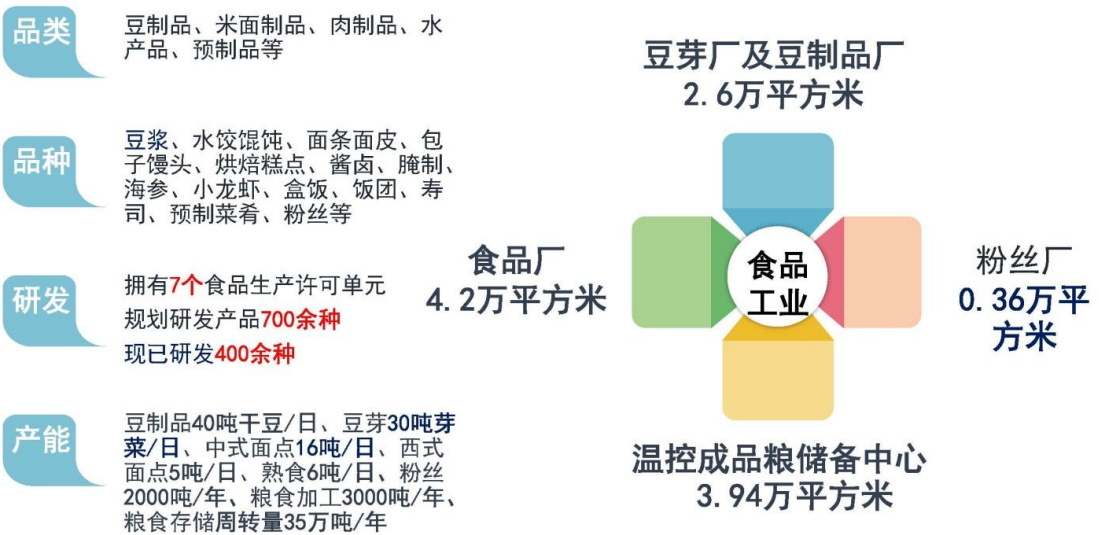 品类
豆制品、米面制品、肉制品、水
产品、预制品等
品种
豆浆、水饺馄饨、面条面皮、包
子馒头、烘焙糕点、酱卤、腌制、
海参、小龙虾、盒饭、饭团、寿
司、预制菜肴、粉丝等
研发
拥有7个食品生产许可单元
规划研发产品700余种
现已研发400余种
产能
豆制品40吨干豆/日、豆芽30吨芽
菜/日、中式面点16吨/日、西式
面点5吨/日、熟食6吨/日、粉丝
2000吨/年、粮食加工3000吨/年、
粮食存储周转量35万吨/年
豆芽厂及豆制品厂
2.6万平方米
食品厂
4.2万平方米
食品
工业
粉丝厂
0.36万平
方米
温控成品粮储备中心
3.94万平方米